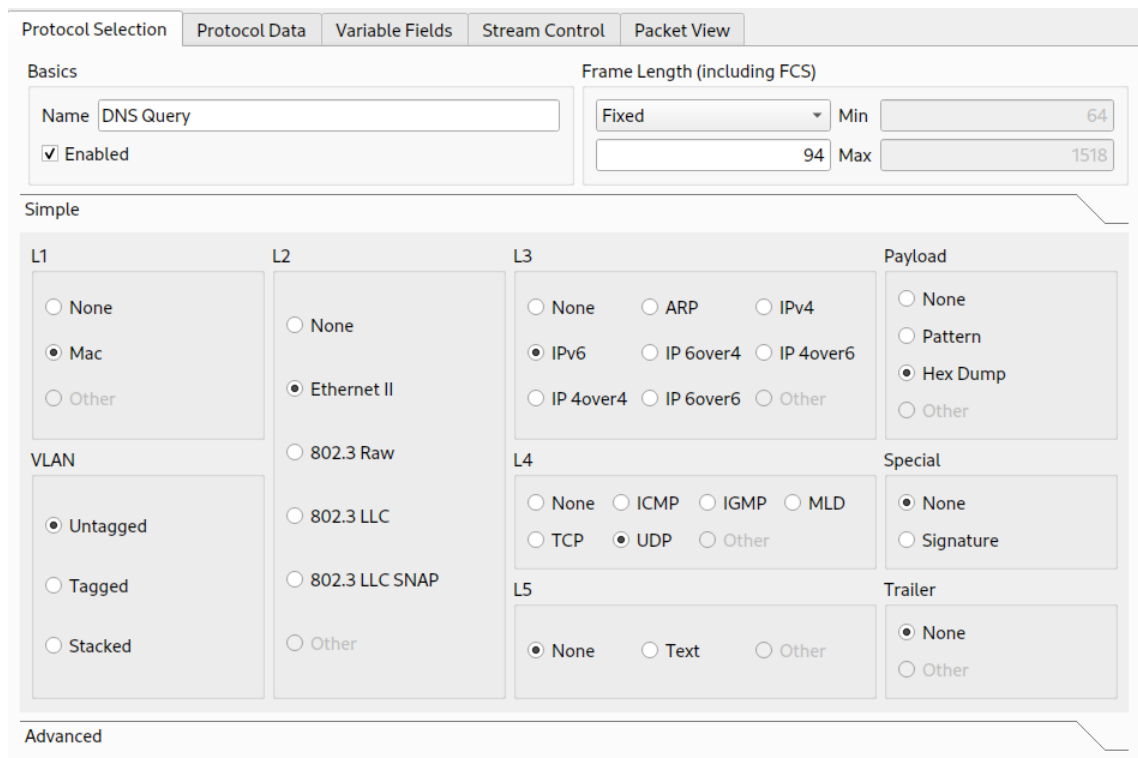 Protocol Selection Protocol Data Variable Fields Stream Control Packet View
Basics
Name DNS Query
Enabled
Frame Length (including FCS)
Fixed Min 64
94 Max 1518
Simple
L1
None
Mac
Other
VLAN
Untagged
Tagged
Stacked
L2
None
Ethernet II
802.3 Raw
802.3 LLC
802.3 LLC SNAP
Other
L3
None ARP IPv4
IPv6 IP 6over4 IP 4over6
IP 4over4 IP 6over6 Other
L4
None ICMP IGMP MLD
TCP UDP Other
L5
None Text Other
Payload
None
Pattern
Hex Dump
Other
Special
None
Signature
Trailer
None
Other
Advanced